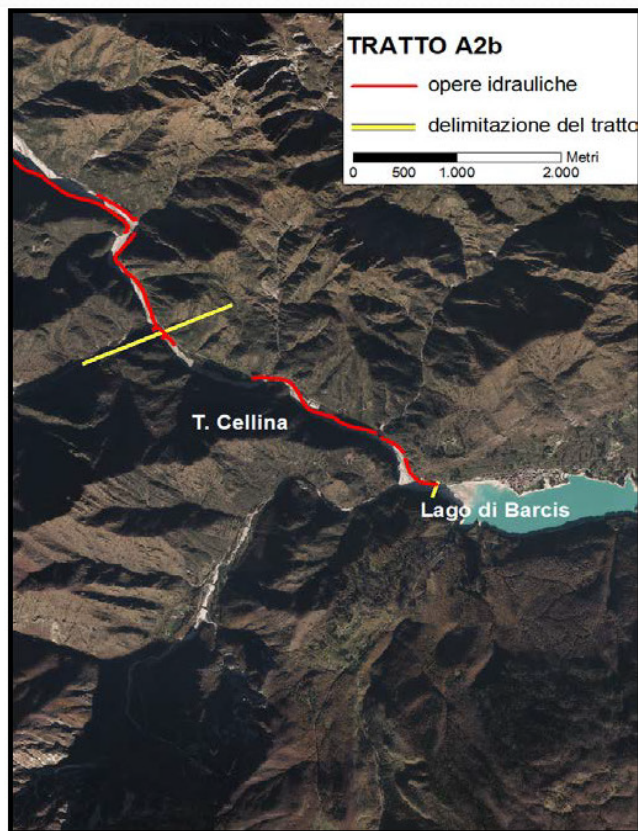 TRATTO A2b
opere idrauliche
delimitazione del tratto
Metri
0 500 1.000 2.000
T. Cellina
Lago di Barcis